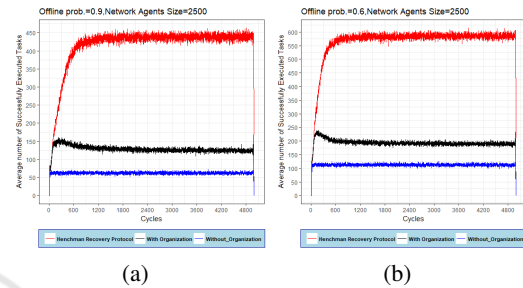 Offline prob.=0.9,Network Agents Size=2500
Average number of Successfully Executed Tasks
450
400
350
300
250
200
150
100
50
0
0 600 1200 1800 2400 3000 3600 4200 4800
Cycles
Henchman Recovery Protocol With Organization Without_Organization
(a)
Offline prob.=0.6,Network Agents Size=2500
Average number of Successfully Executed Tasks
600
550
500
450
400
350
300
250
200
150
100
50
0
0 600 1200 1800 2400 3000 3600 4200 4800
Cycles
Henchman Recovery Protocol With Organization Without_Organization
(b)